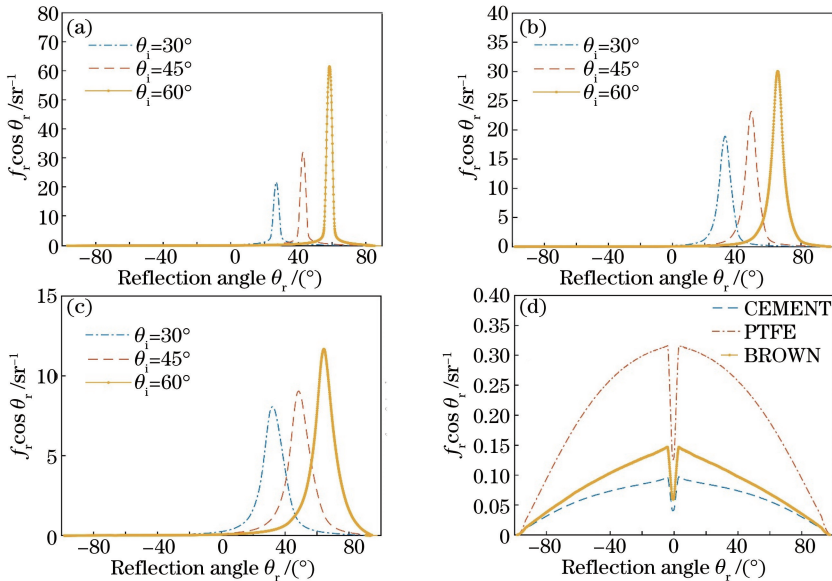 (a)
θi=30°
θi=45°
θi=60°
fr cos θr /sr⁻¹
80
70
60
50
40
30
20
10
0
−80 −40 0 40 80
Reflection angle θr /(°)
(b)
θi=30°
θi=45°
θi=60°
fr cos θr /sr⁻¹
40
35
30
25
20
15
10
5
0
−80 −40 0 40 80
Reflection angle θr /(°)
(c)
θi=30°
θi=45°
θi=60°
fr cos θr /sr⁻¹
15
10
5
0
−80 −40 0 40 80
Reflection angle θr /(°)
(d)
CEMENT
PTFE
BROWN
fr cos θr /sr⁻¹
0.40
0.35
0.30
0.25
0.20
0.15
0.10
0.05
0
−80 −40 0 40 80
Reflection angle θr /(°)